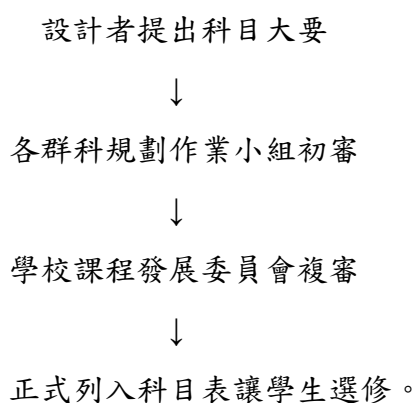 設計者提出科目大要
↓
各群科規劃作業小組初審
↓
學校課程發展委員會複審
↓
正式列入科目表讓學生選修。